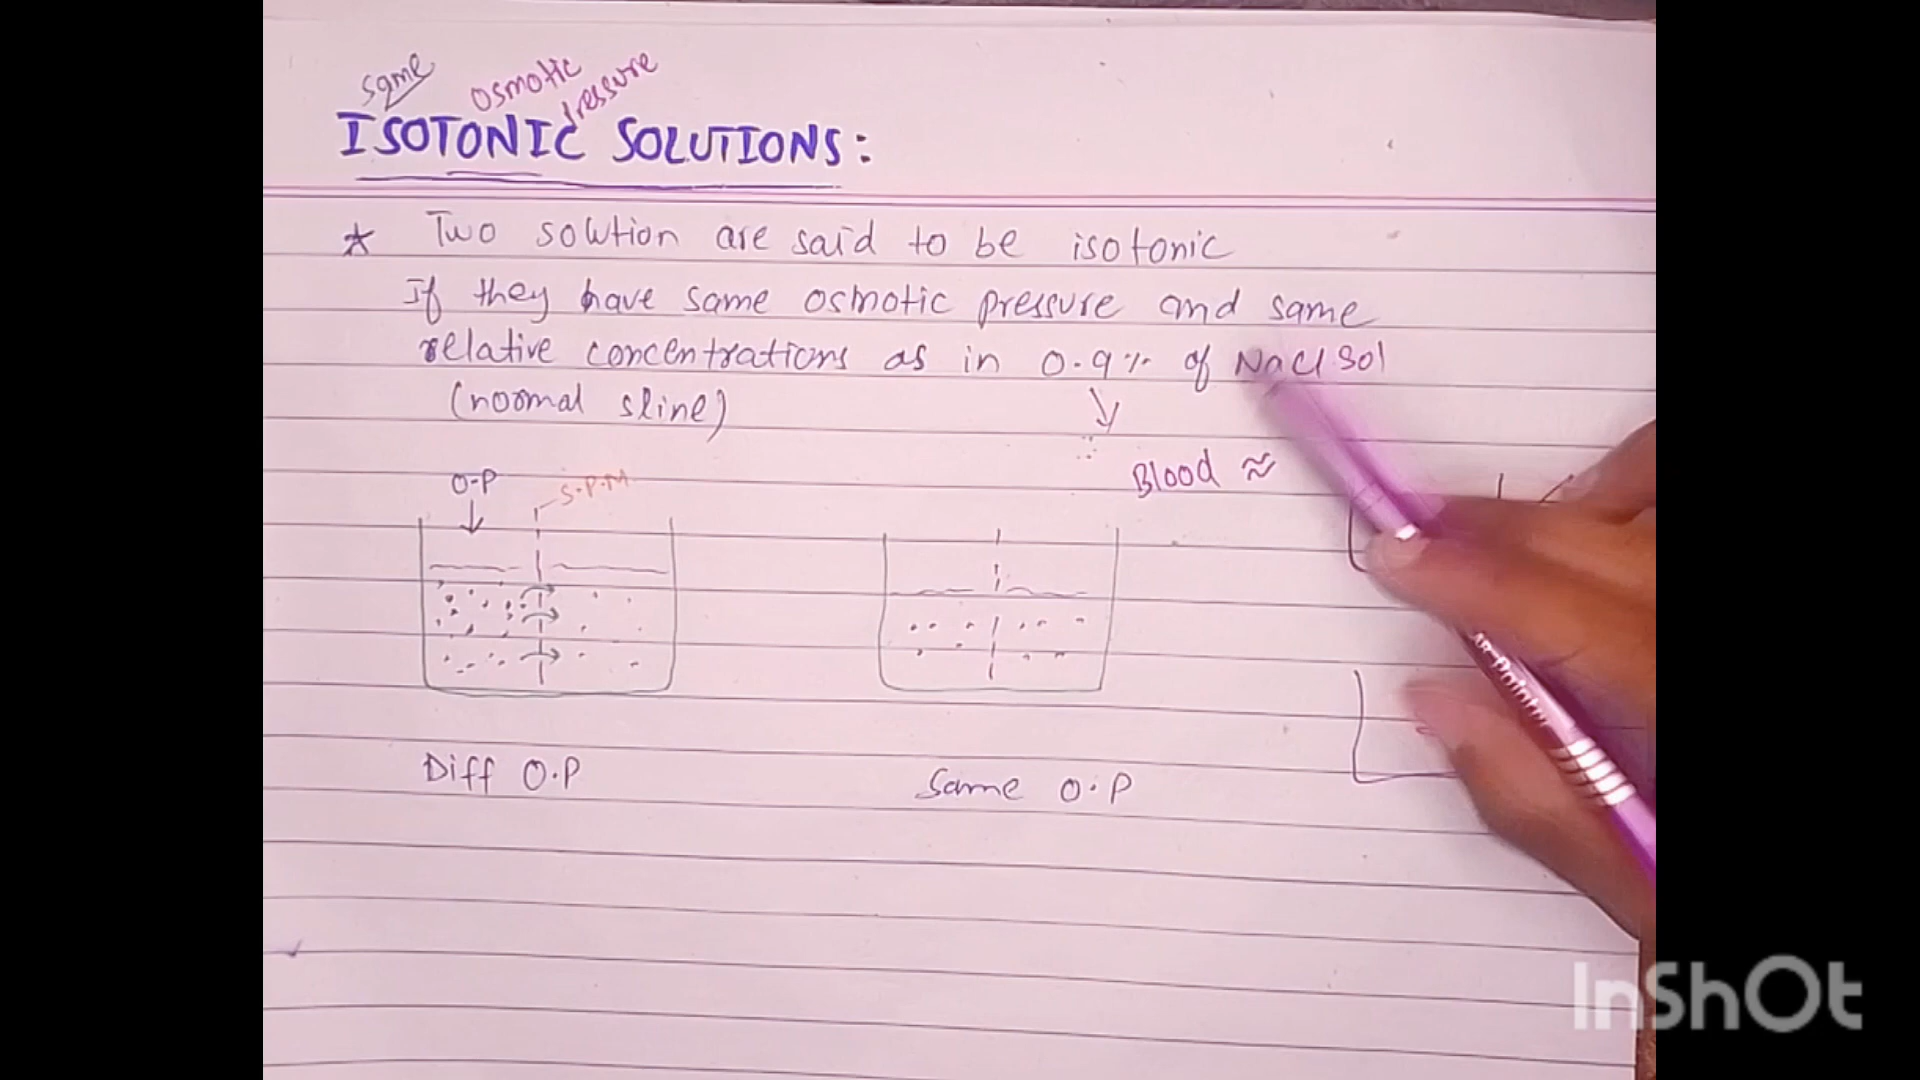 same osmotic pressure
ISOTONIC SOLUTIONS:
* Two solution are said to be isotonic
If they have same osmotic pressure and same
relative concentrations as in 0.9% of NaCl Sol
(normal sline)
Blood ≈
O-P
S.P.M
Diff O.P
Same O.P
InShOt